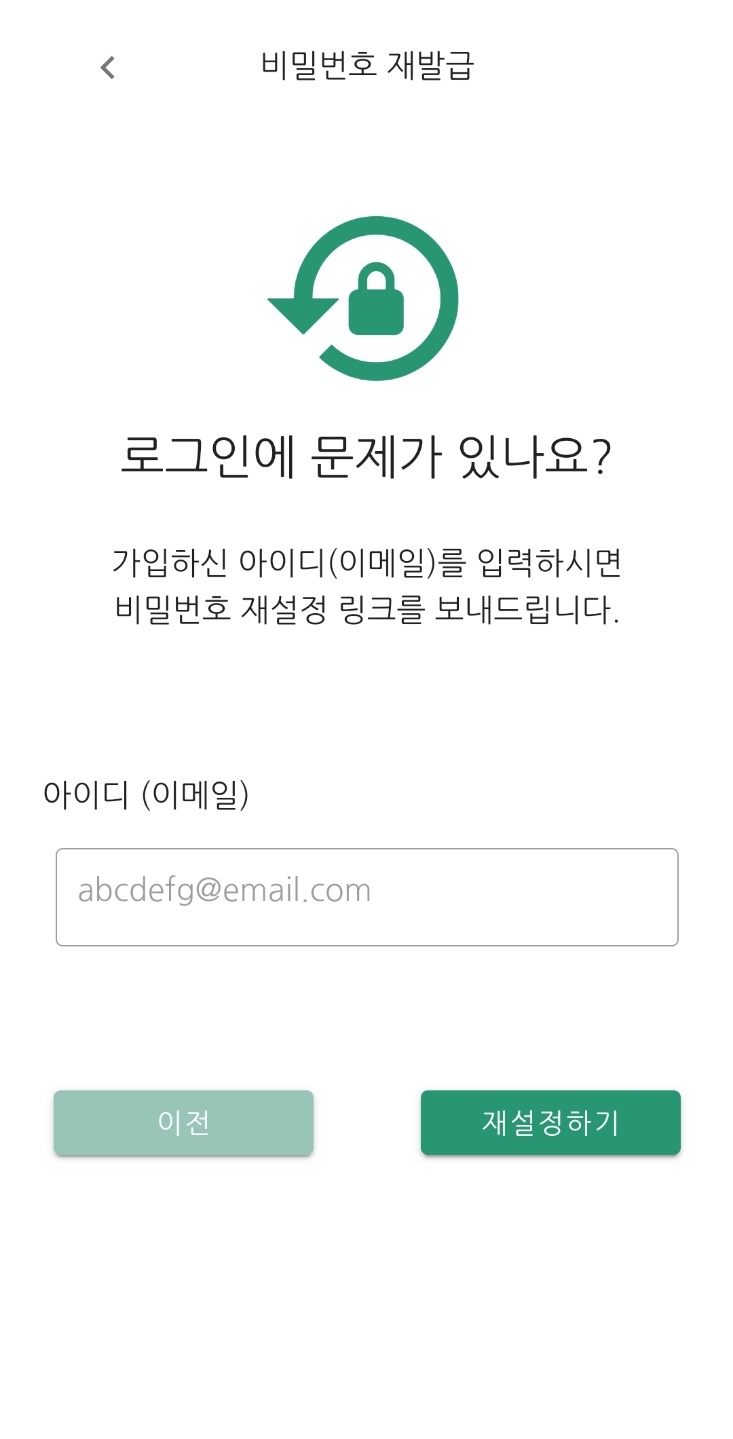 비밀번호 재발급
로그인에 문제가 있나요?
가입하신 아이디(이메일)를 입력하시면
비밀번호 재설정 링크를 보내드립니다.
아이디 (이메일)
abcdefg@email.com
이전
재설정하기